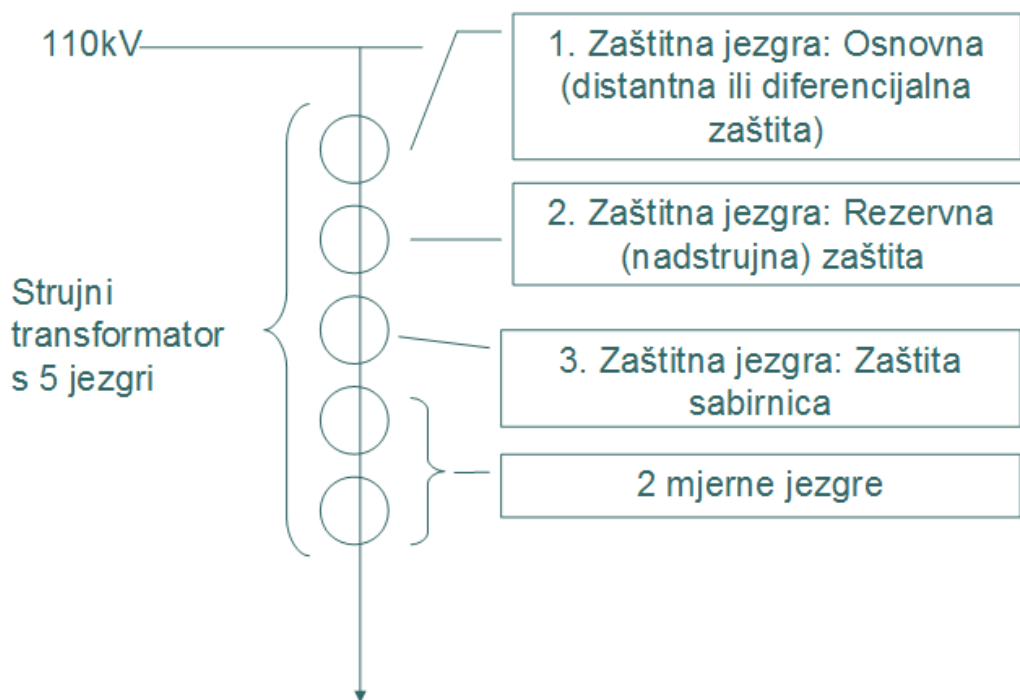 110kV
1. Zaštitna jezgra: Osnovna
(distantna ili diferencijalna
zaštita)
2. Zaštitna jezgra: Rezervna
(nadstrujna) zaštita
Strujni
transformator
s 5 jezgri
3. Zaštitna jezgra: Zaštita
sabirnica
2 mjerne jezgre